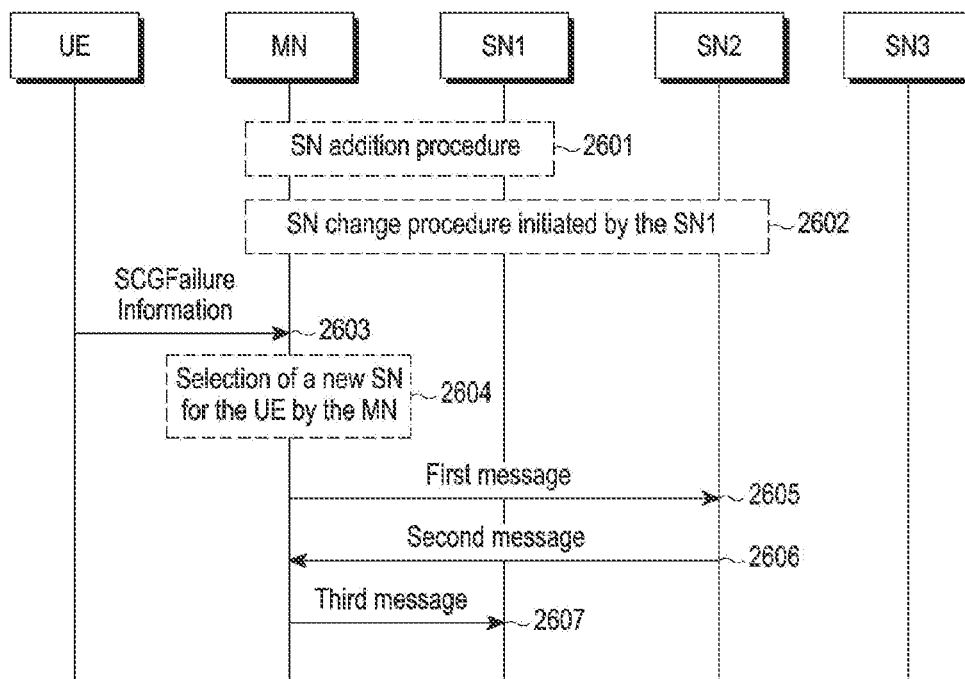 UE
MN
SN1
SN2
SN3
SN addition procedure
2601
SN change procedure initiated by the SN1
2602
SCGFailure
Information
2603
Selection of a new SN
for the UE by the MN
2604
First message
2605
Second message
2606
Third message
2607